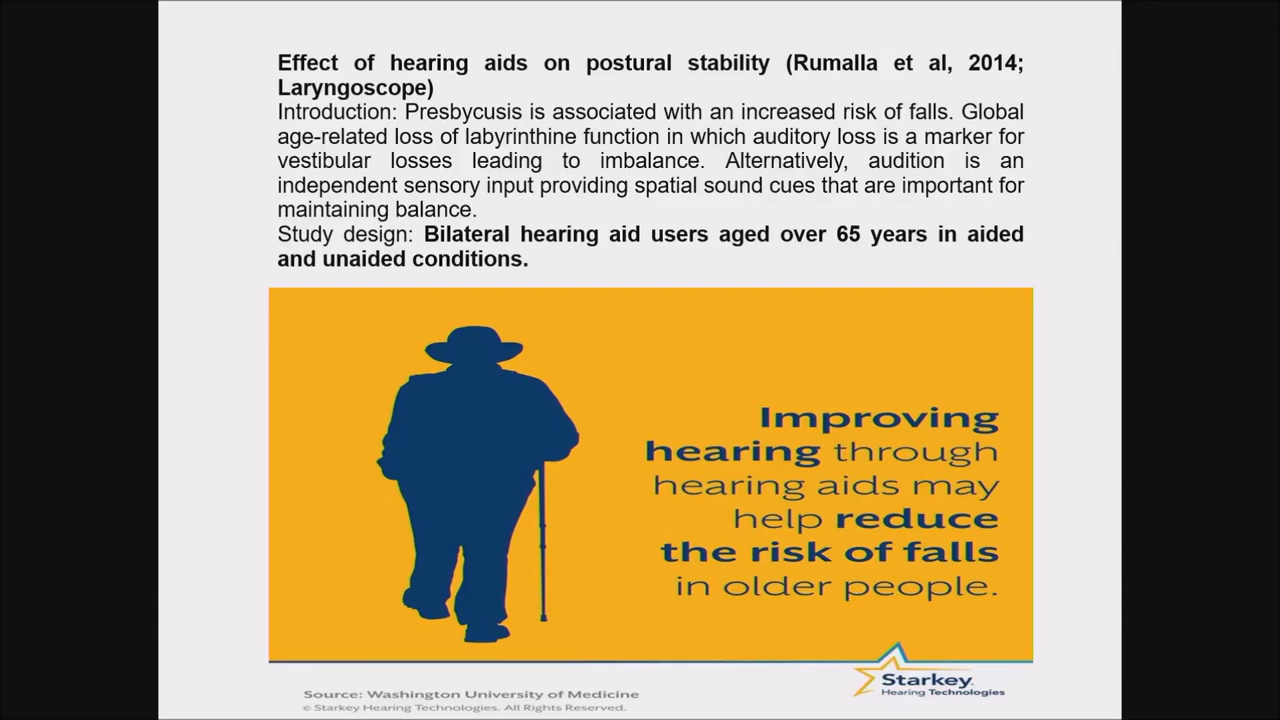 Effect of hearing aids on postural stability (Rumalla et al, 2014;
Laryngoscope)
Introduction: Presbycusis is associated with an increased risk of falls. Global
age-related loss of labyrinthine function in which auditory loss is a marker for
vestibular losses leading to imbalance. Alternatively, audition is an
independent sensory input providing spatial sound cues that are important for
maintaining balance.
Study design: Bilateral hearing aid users aged over 65 years in aided
and unaided conditions.
Improving
hearing through
hearing aids may
help reduce
the risk of falls
in older people.
Starkey
Hearing Technologies
Source: Washington University of Medicine
© Starkey Hearing Technologies. All Rights Reserved.